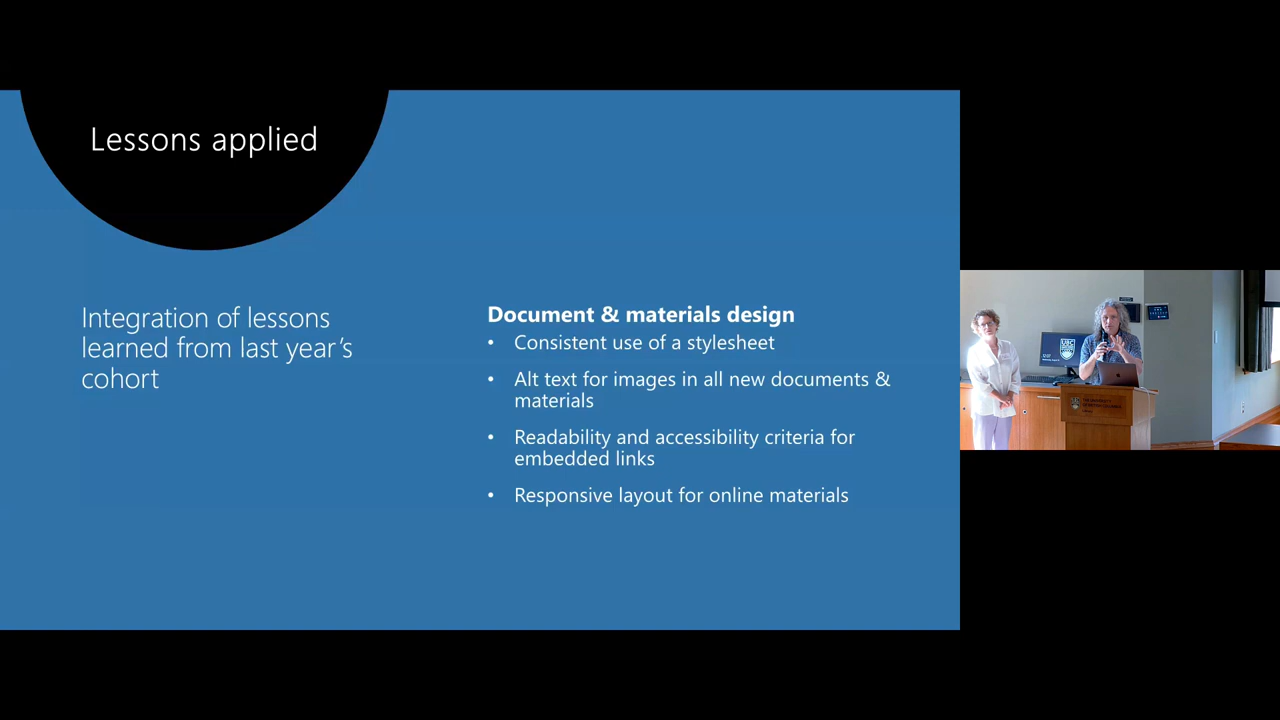 Lessons applied
Integration of lessons
learned from last year's
cohort
Document & materials design
• Consistent use of a stylesheet
• Alt text for images in all new documents &
materials
• Readability and accessibility criteria for
embedded links
• Responsive layout for online materials
UBC